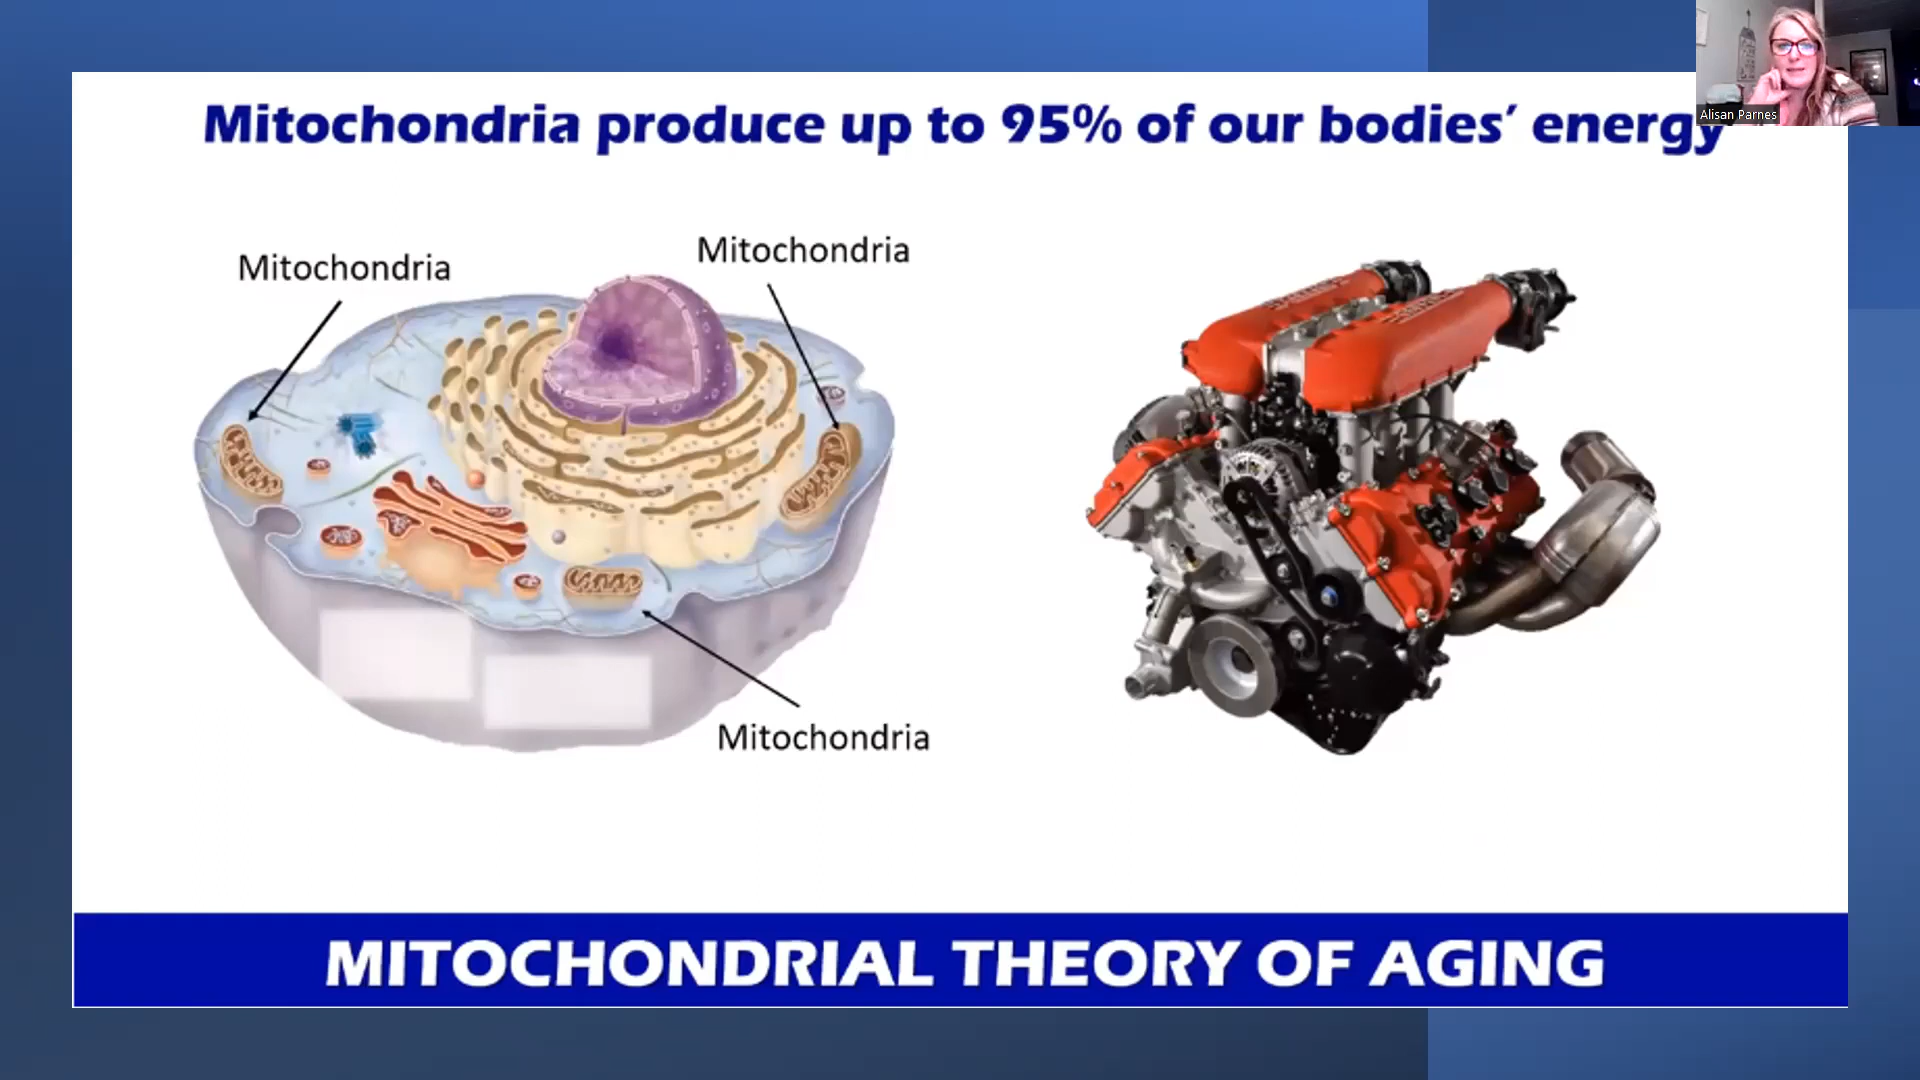 Alisan Parnes
Mitochondria produce up to 95% of our bodies’ energy
Mitochondria
Mitochondria
Mitochondria
MITOCHONDRIAL THEORY OF AGING